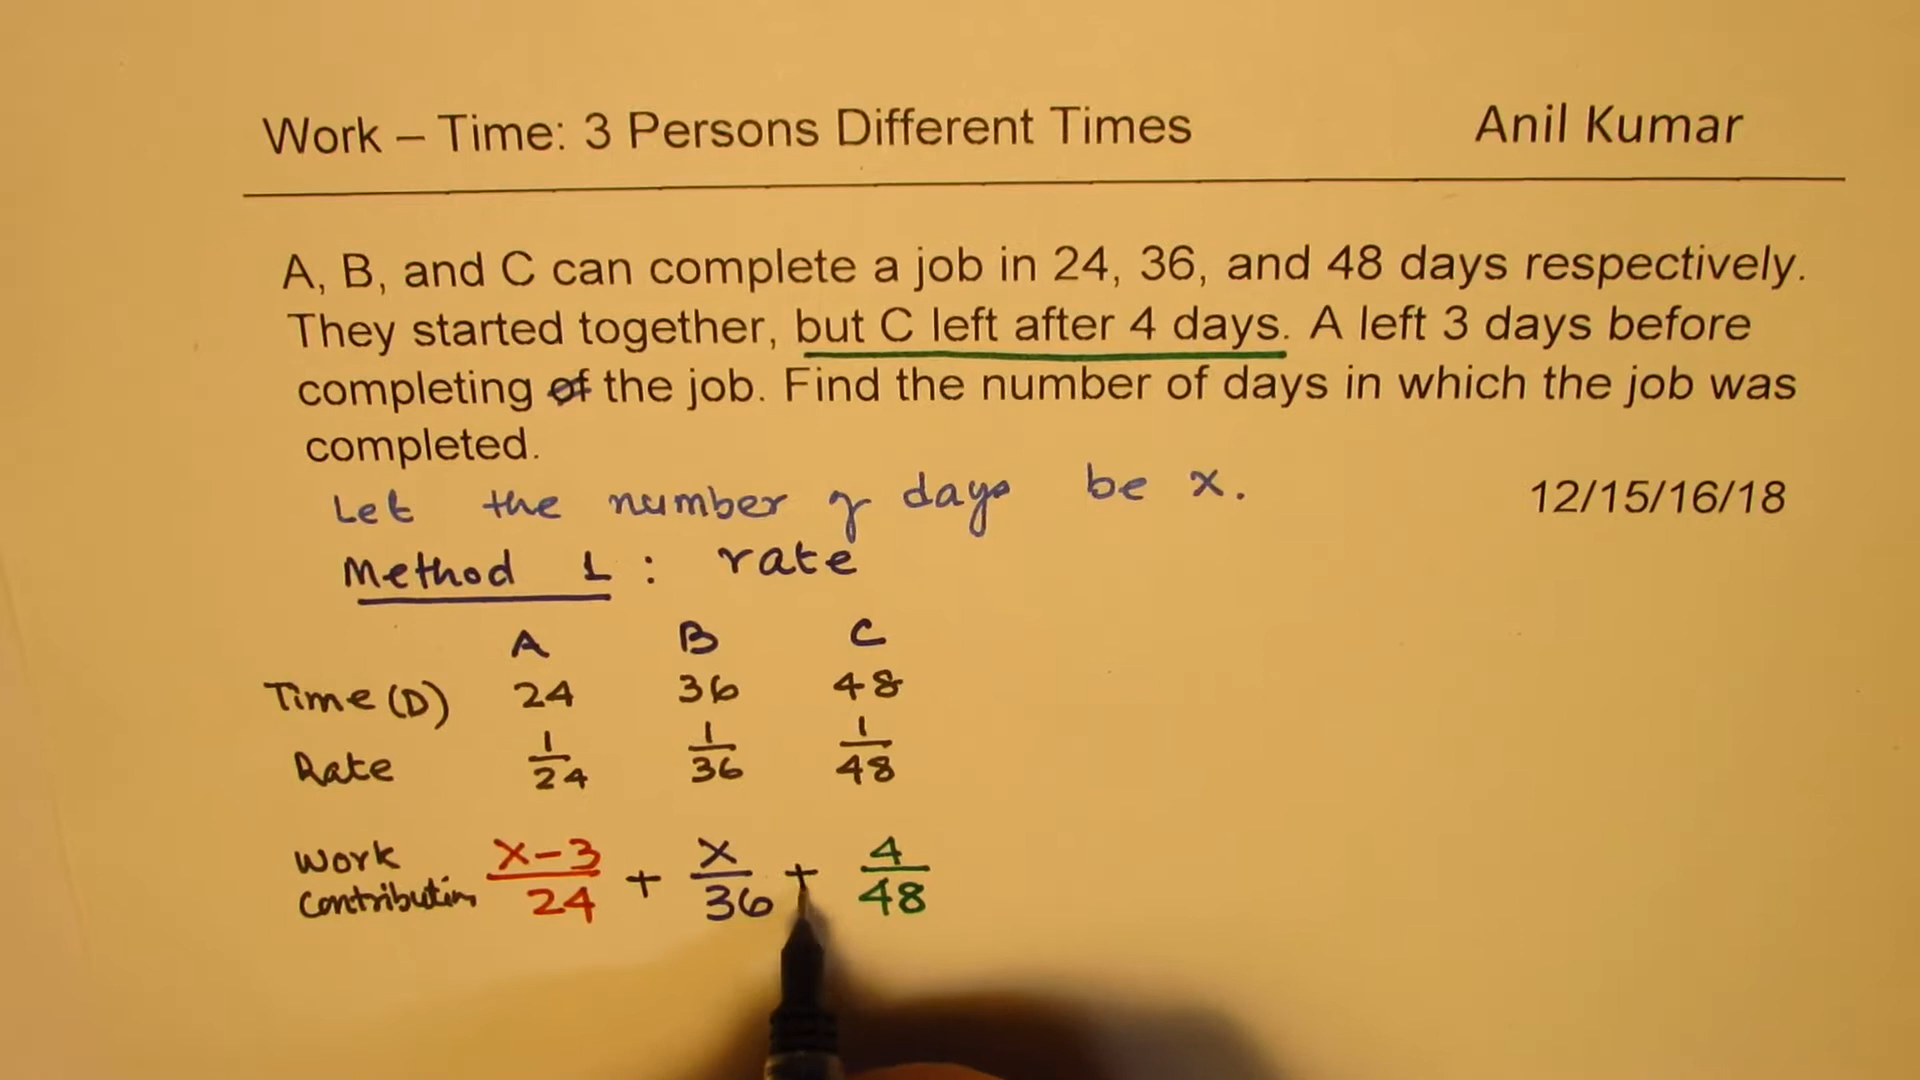 Work – Time: 3 Persons Different Times Anil Kumar
A, B, and C can complete a job in 24, 36, and 48 days respectively.
They started together, but C left after 4 days. A left 3 days before
completing of the job. Find the number of days in which the job was
completed.
Let the number of days be x.
12/15/16/18
Method 1 : rate
A B C
Time (D) 24 36 48
Rate 1/24 1/36 1/48
Work Contribution x-3/24 + x/36 + 4/48